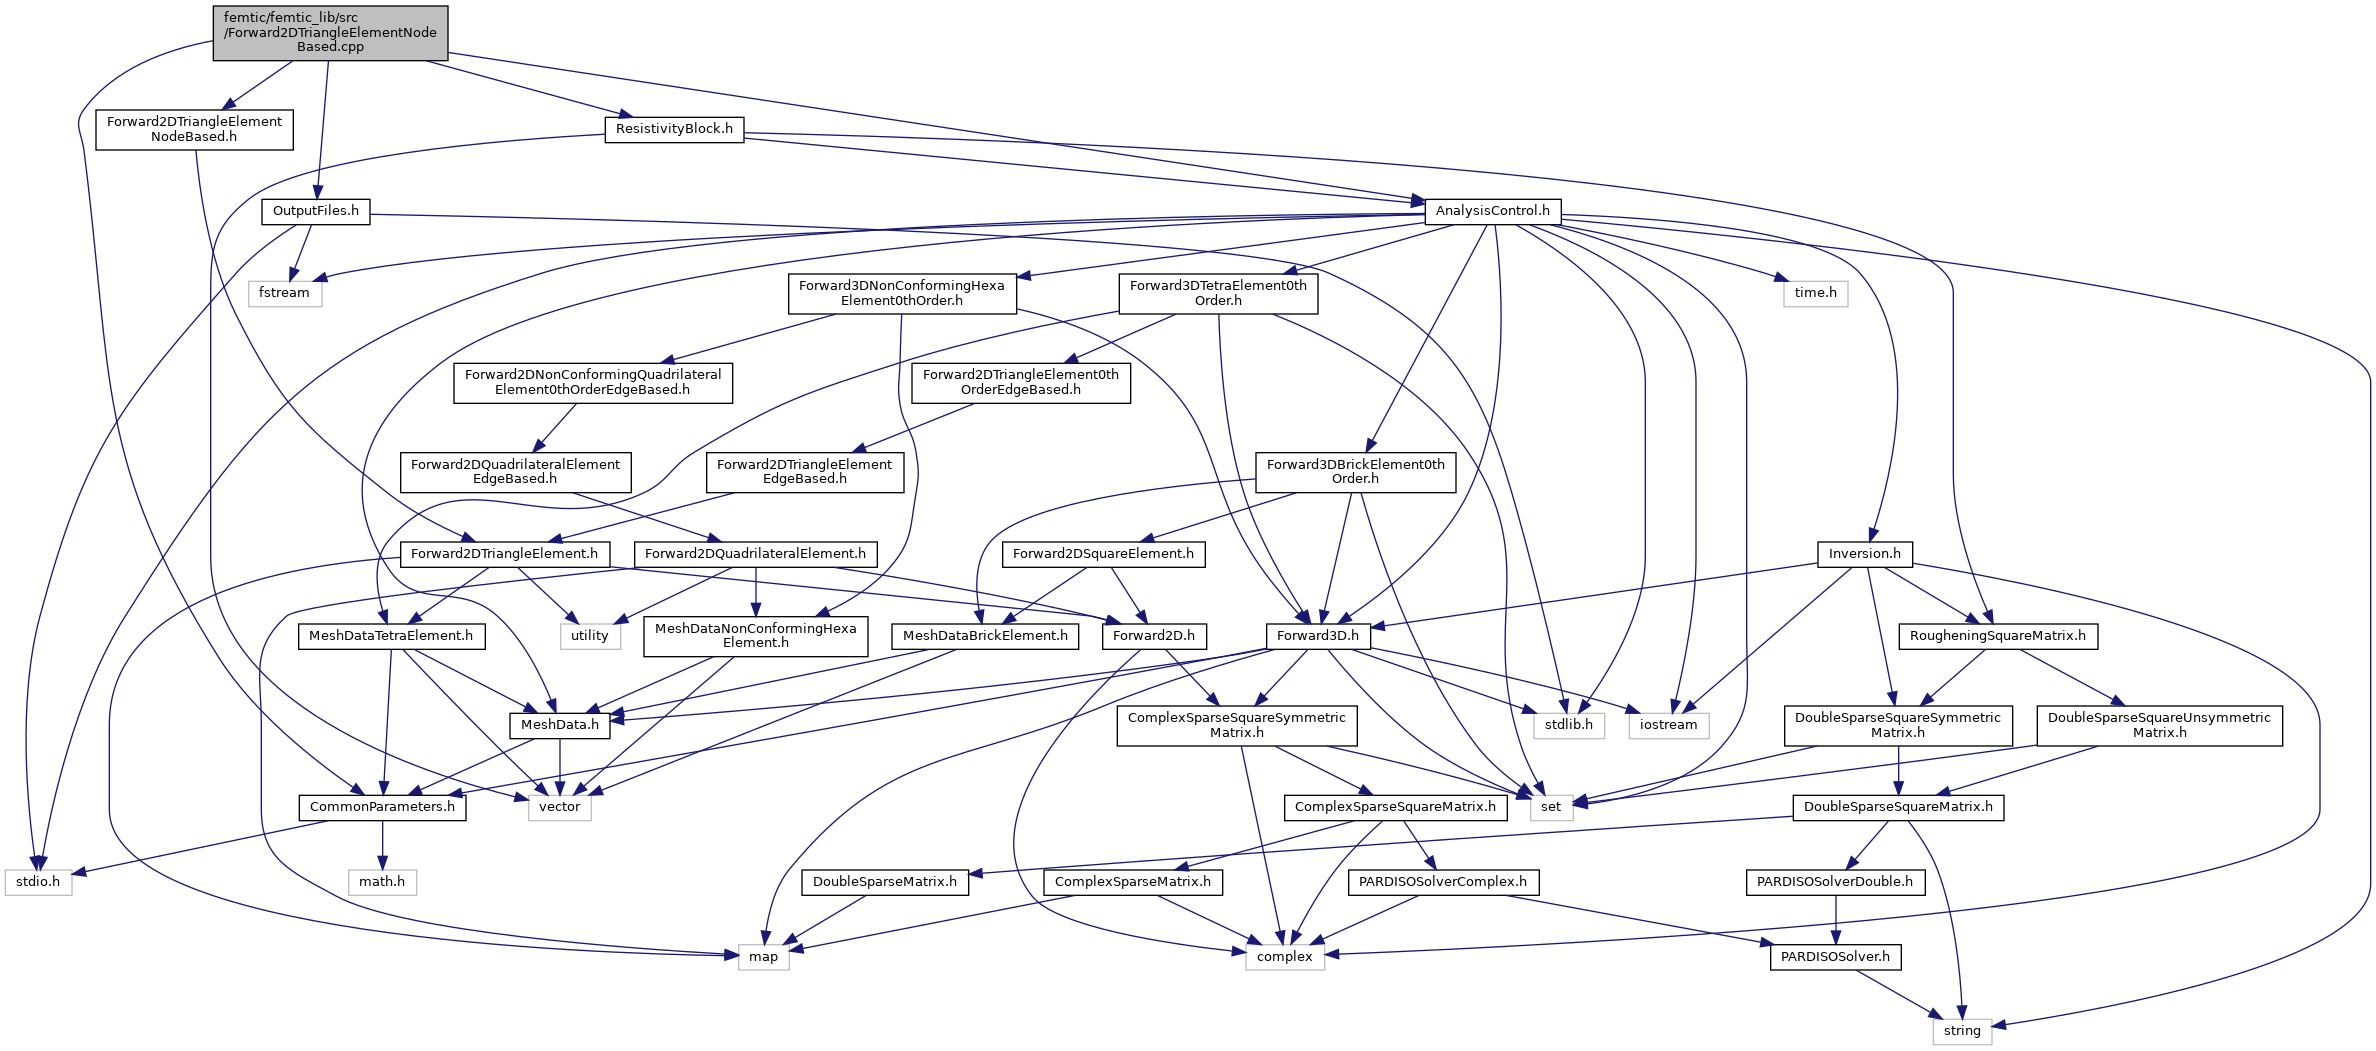 femtic/femtic_lib/src
/Forward2DTriangleElementNode
Based.cpp
Forward2DTriangleElement
NodeBased.h
ResistivityBlock.h
OutputFiles.h
AnalysisControl.h
fstream
Forward3DNonConformingHexa
Element0thOrder.h
Forward3DTetraElement0th
Order.h
time.h
Forward2DNonConformingQuadrilateral
Element0thOrderEdgeBased.h
Forward2DTriangleElement0th
OrderEdgeBased.h
Forward2DQuadrilateralElement
EdgeBased.h
Forward2DTriangleElement
EdgeBased.h
Forward3DBrickElement0th
Order.h
Forward2DTriangleElement.h
Forward2DQuadrilateralElement.h
Forward2DSquareElement.h
Inversion.h
MeshDataTetraElement.h
utility
MeshDataNonConformingHexa
Element.h
MeshDataBrickElement.h
Forward2D.h
Forward3D.h
RougheningSquareMatrix.h
MeshData.h
ComplexSparseSquareSymmetric
Matrix.h
stdlib.h
iostream
DoubleSparseSquareSymmetric
Matrix.h
DoubleSparseSquareUnsymmetric
Matrix.h
CommonParameters.h
vector
ComplexSparseSquareMatrix.h
set
DoubleSparseSquareMatrix.h
stdio.h
math.h
DoubleSparseMatrix.h
ComplexSparseMatrix.h
PARDISOSolverComplex.h
PARDISOSolverDouble.h
map
complex
PARDISOSolver.h
string